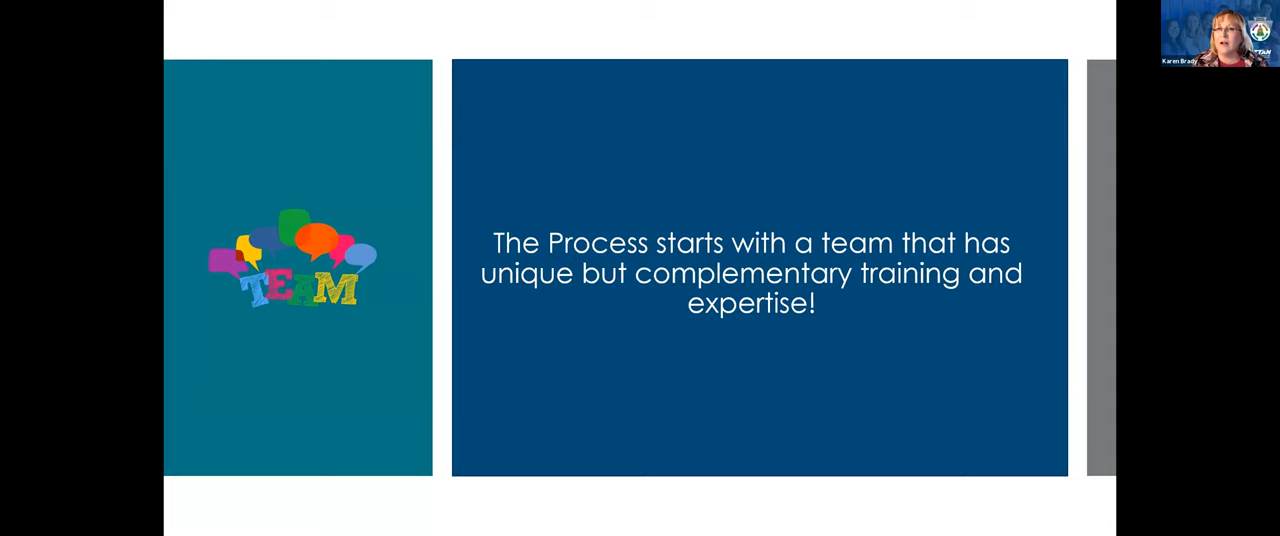 Karen Brady
TEAM
The Process starts with a team that has
unique but complementary training and
expertise!